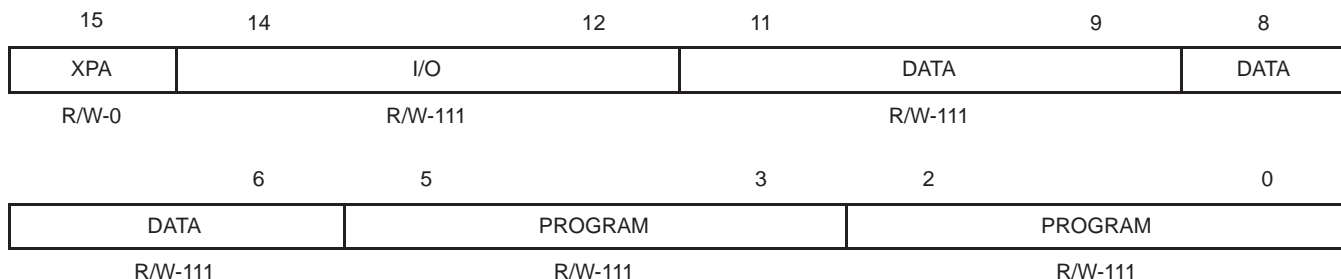 15 14 12 11 9 8
XPA I/O DATA DATA
R/W-0 R/W-111 R/W-111
6 5 3 2 0
DATA PROGRAM PROGRAM
R/W-111 R/W-111 R/W-111